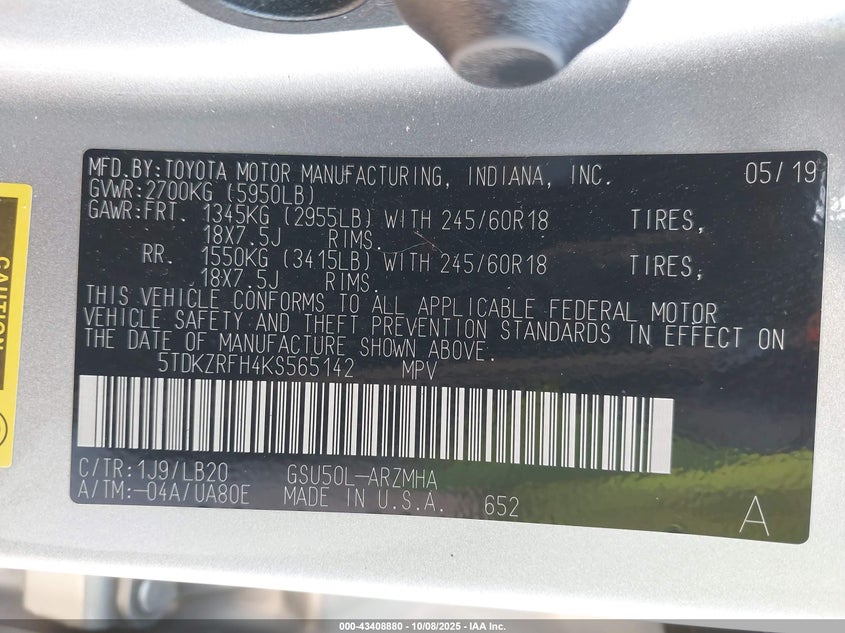 MFD.BY:TOYOTA MOTOR MANUFACTURING, INDIANA, INC. 05/19
GVWR:2700KG (5950LB)
GAWR:FRT. 1345KG (2955LB) WITH 245/60R18 TIRES,
18X7.5J RIMS.
RR. 1550KG (3415LB) WITH 245/60R18 TIRES,
18X7.5J RIMS.
THIS VEHICLE CONFORMS TO ALL APPLICABLE FEDERAL MOTOR
VEHICLE SAFETY AND THEFT PREVENTION STANDARDS IN EFFECT ON
THE DATE OF MANUFACTURE SHOWN ABOVE.
5TDKZRFH4KS565142 MPV
C/TR:1J9/LB20 GSU50L-ARZMHA
A/TM:-04A/UA80E MADE IN U.S.A. 652
A
CAUTION
000-43408880 - 10/08/2025 - IAA Inc.